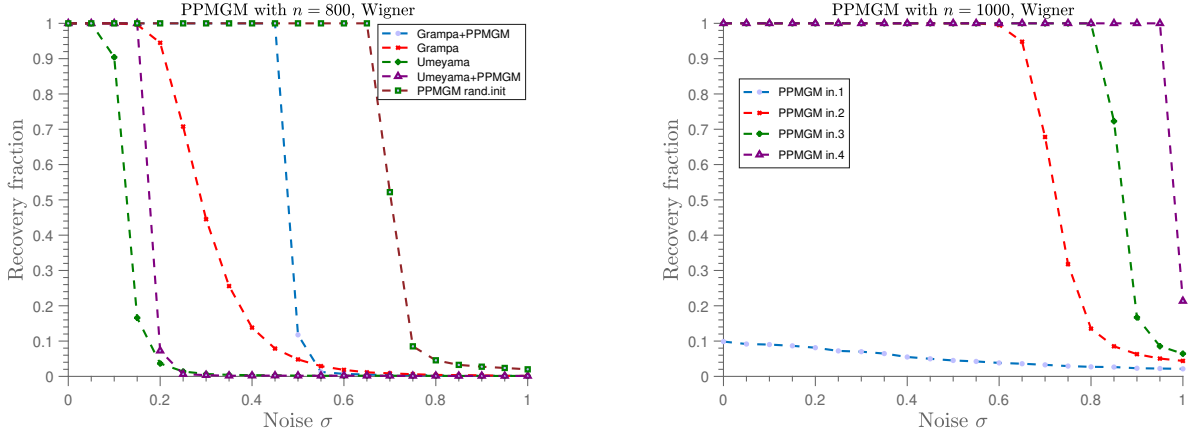 PPMGM with n = 800, Wigner
Recovery fraction
1
0.9
0.8
0.7
0.6
0.5
0.4
0.3
0.2
0.1
0
0
0.2
0.4
0.6
0.8
1
Noise σ
Grampa+PPMGM
Grampa
Umeyama
Umeyama+PPMGM
PPMGM rand.init
PPMGM with n = 1000, Wigner
Recovery fraction
1
0.9
0.8
0.7
0.6
0.5
0.4
0.3
0.2
0.1
0
0
0.2
0.4
0.6
0.8
1
Noise σ
PPMGM in.1
PPMGM in.2
PPMGM in.3
PPMGM in.4